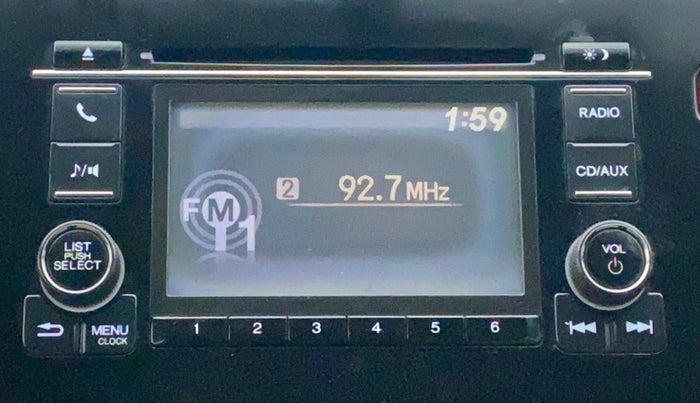 1:59
RADIO
CD/AUX
2 92.7 MHz
FM
1
LIST
PUSH
SELECT
VOL
MENU
CLOCK
1 2 3 4 5 6